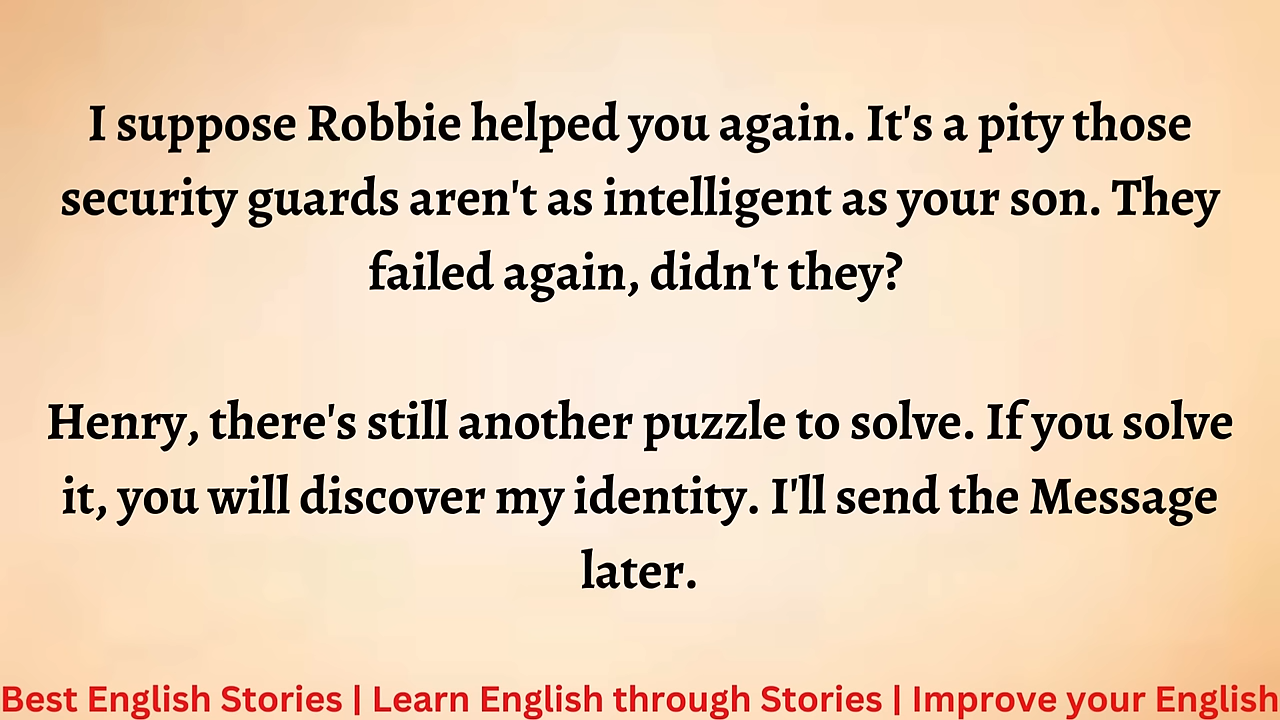 I suppose Robbie helped you again. It's a pity those
security guards aren't as intelligent as your son. They
failed again, didn't they?
Henry, there's still another puzzle to solve. If you solve
it, you will discover my identity. I'll send the Message
later.
Best English Stories | Learn English through Stories | Improve your English